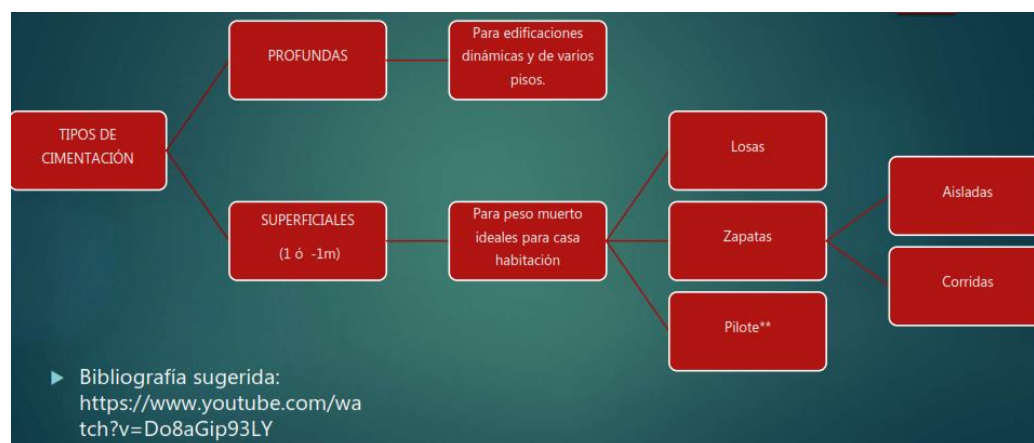 PROFUNDAS
Para edificaciones
dinámicas y de varios
pisos.
TIPOS DE
CIMENTACIÓN
SUPERFICIALES
(1 ó -1m)
Para peso muerto
ideales para casa
habitación
Losas
Zapatas
Pilote**
Aisladas
Corridas
Bibliografía sugerida:
https://www.youtube.com/wa
tch?v=Do8aGip93LY